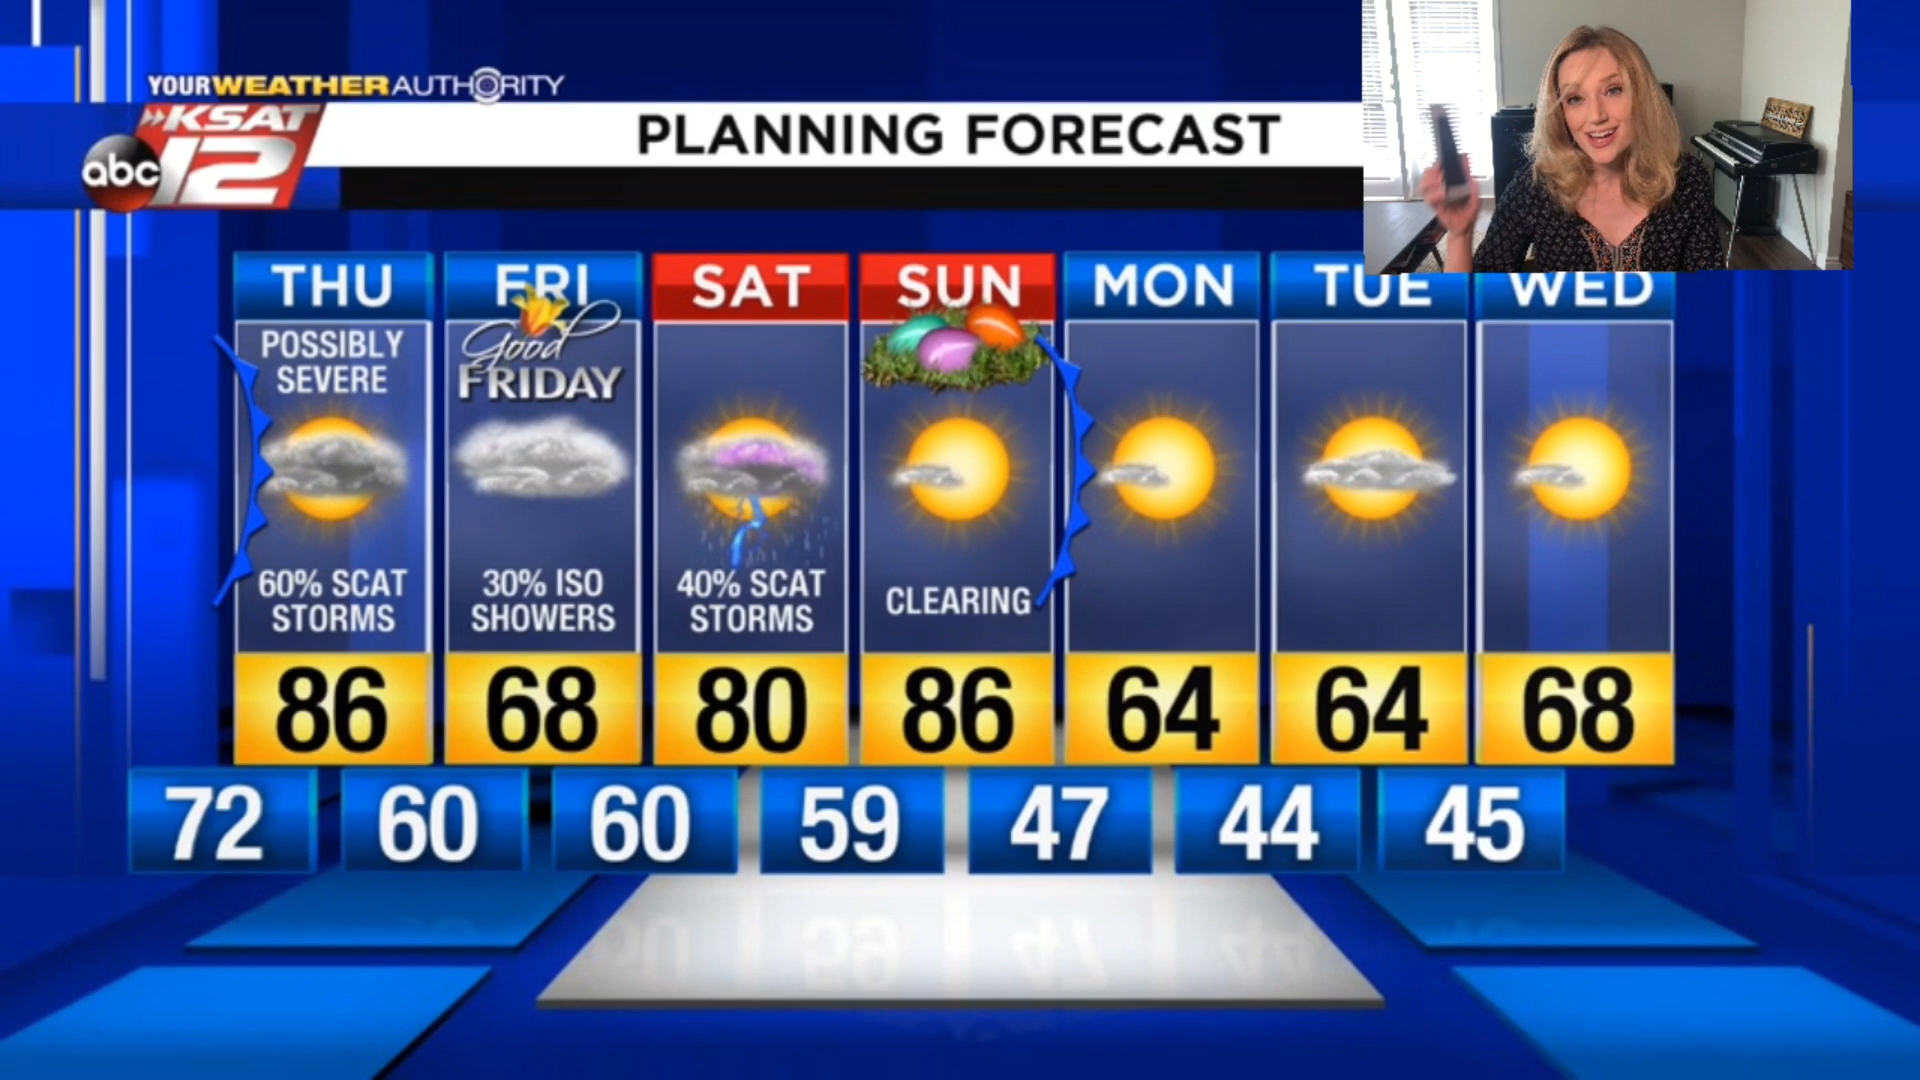 YOUR WEATHER AUTHORITY
KSAT
abc 12
PLANNING FORECAST
THU FRI SAT SUN MON TUE WED
POSSIBLY
SEVERE
Good
FRIDAY
60% SCAT
STORMS
30% ISO
SHOWERS
40% SCAT
STORMS
CLEARING
86 68 80 86 64 64 68
72 60 60 59 47 44 45